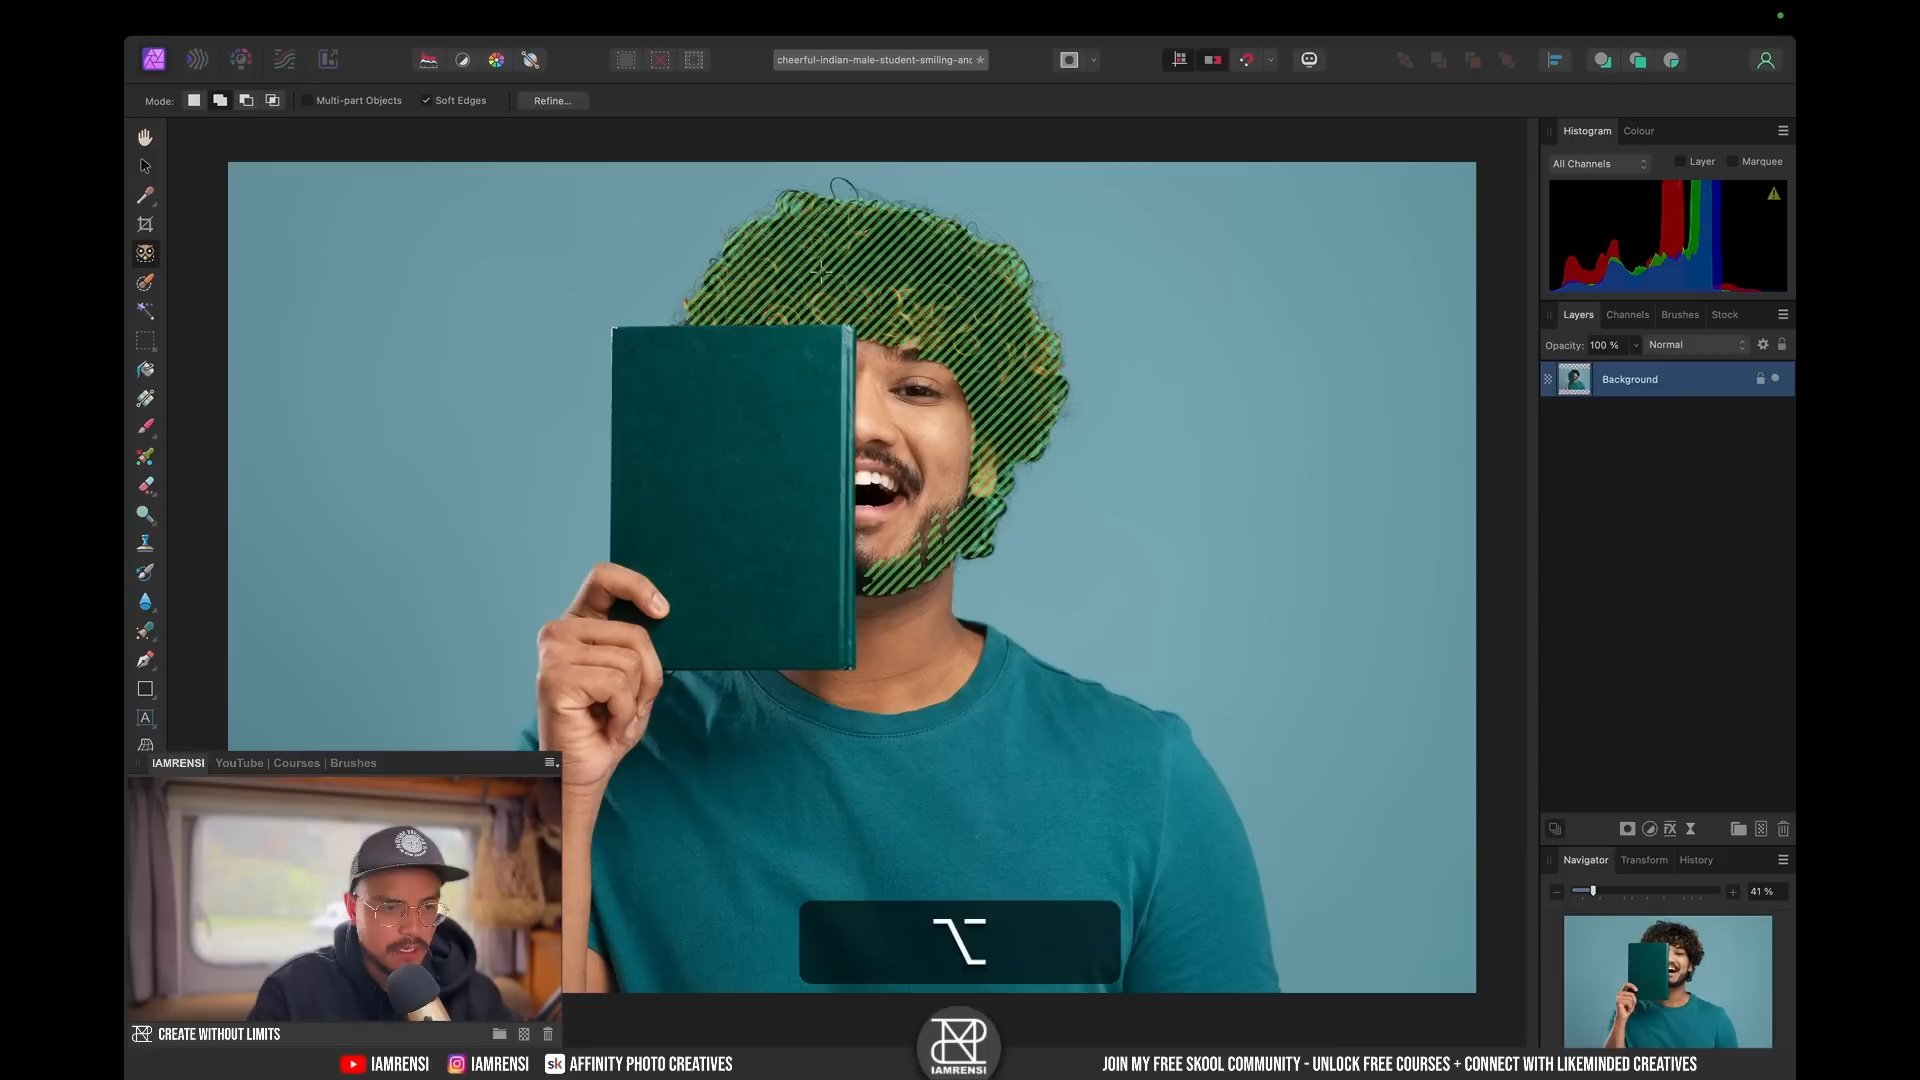 cheerful-indian-male-student-smiling-and *
Mode:
Multi-part Objects
Soft Edges
Refine...
Histogram
Colour
All Channels
Layer
Marquee
Layers
Channels
Brushes
Stock
Opacity:
100 %
Normal
Background
A
IAMRENSI
YouTube | Courses | Brushes
Navigator
Transform
History
41 %
CREATE WITHOUT LIMITS
IAMRENSI
IAMRENSI
IAMRENSI
sk
AFFINITY PHOTO CREATIVES
JOIN MY FREE SKOOL COMMUNITY - UNLOCK FREE COURSES + CONNECT WITH LIKEMINDED CREATIVES